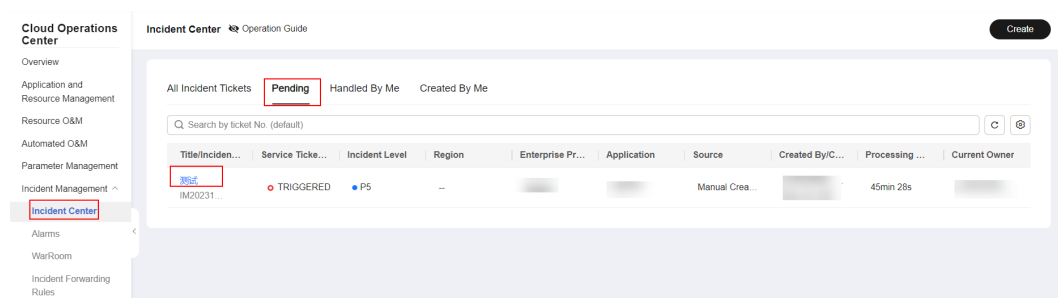 Cloud Operations
Center
Incident Center Operation Guide
Create
Overview
Application and
Resource Management
Resource O&M
Automated O&M
Parameter Management
Incident Management
Incident Center
Alarms
WarRoom
Incident Forwarding
Rules
All Incident Tickets Pending Handled By Me Created By Me
Search by ticket No. (default)
Title/Inciden... Service Ticke... Incident Level Region Enterprise Pr... Application Source Created By/C... Processing ... Current Owner
测试 TRIGGERED P5 -- Manual Crea... 45min 28s
IM20231...